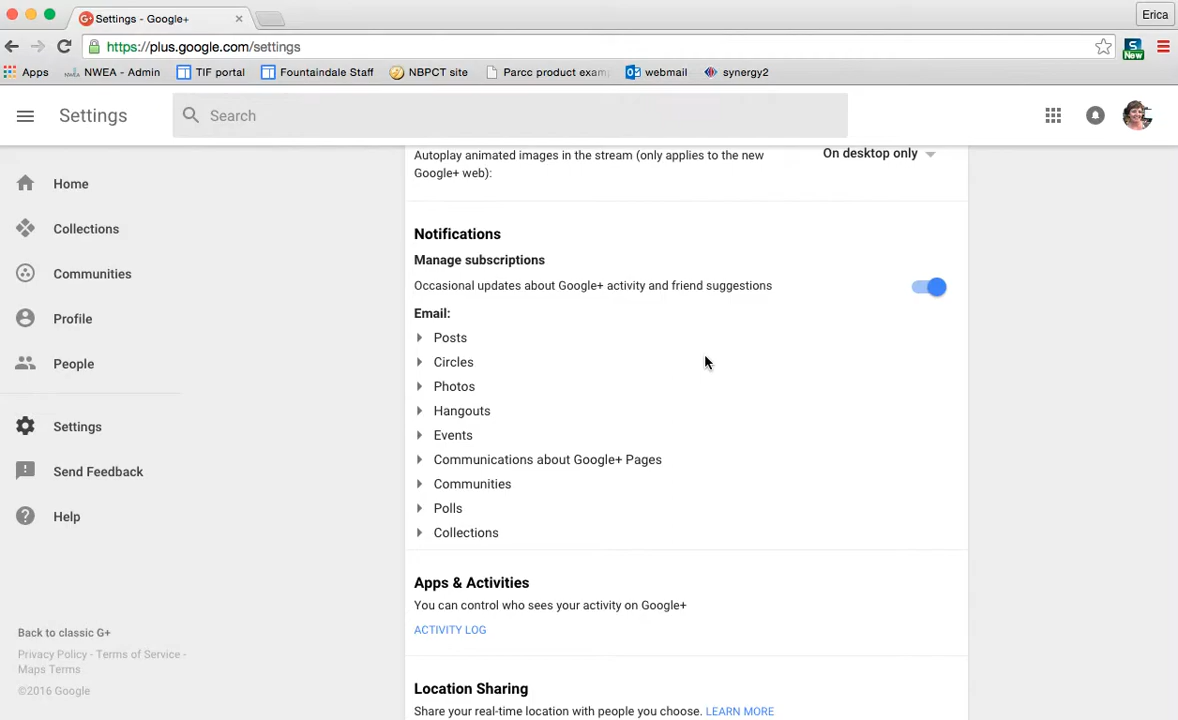 Settings - Google+
Erica
https://plus.google.com/settings
New
Apps
NWEA - Admin
TIF portal
Fountaindale Staff
NBPCT site
Parcc product exam
webmail
synergy2
Settings
Search
Autoplay animated images in the stream (only applies to the new
Google+ web):
On desktop only
Home
Collections
Communities
Profile
People
Settings
Send Feedback
Help
Notifications
Manage subscriptions
Occasional updates about Google+ activity and friend suggestions
Email:
Posts
Circles
Photos
Hangouts
Events
Communications about Google+ Pages
Communities
Polls
Collections
Apps & Activities
You can control who sees your activity on Google+
ACTIVITY LOG
Location Sharing
Share your real-time location with people you choose. LEARN MORE
Back to classic G+
Privacy Policy - Terms of Service -
Maps Terms
©2016 Google